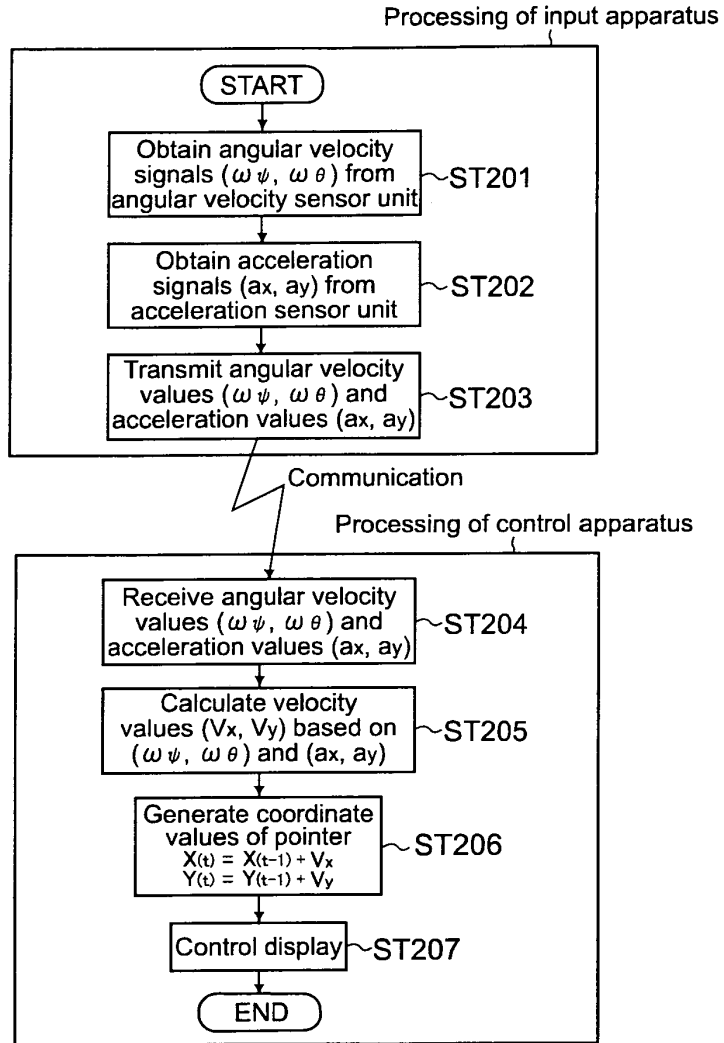 Processing of input apparatus
START
Obtain angular velocity
signals (ωψ, ωθ) from
angular velocity sensor unit
ST201
Obtain acceleration
signals (ax, ay) from
acceleration sensor unit
ST202
Transmit angular velocity
values (ωψ, ωθ) and
acceleration values (ax, ay)
ST203
Communication
Processing of control apparatus
Receive angular velocity
values (ωψ, ωθ) and
acceleration values (ax, ay)
ST204
Calculate velocity
values (Vx, Vy) based on
(ωψ, ωθ) and (ax, ay)
ST205
Generate coordinate
values of pointer
X(t) = X(t-1) + Vx
Y(t) = Y(t-1) + Vy
ST206
Control display
ST207
END